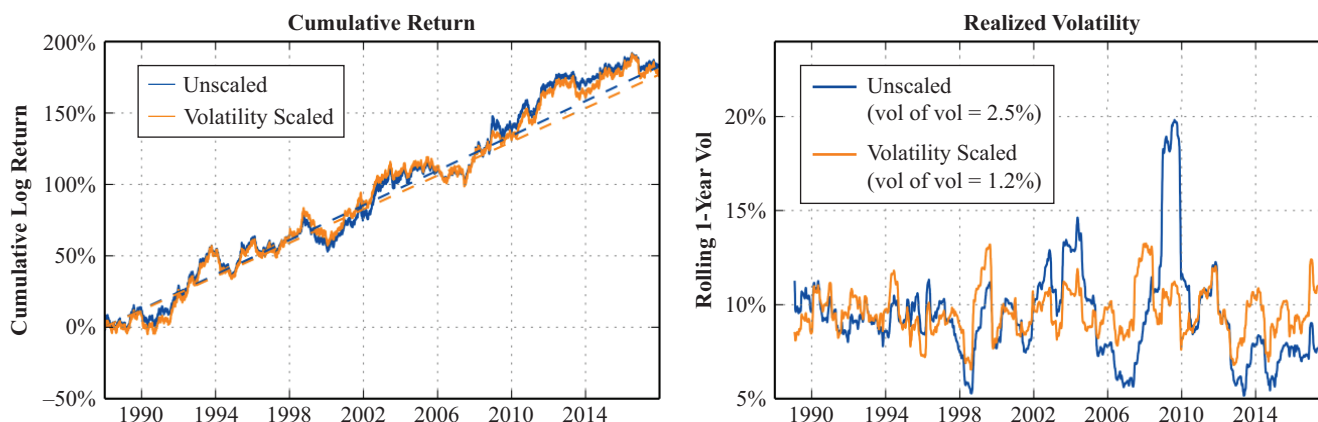 Cumulative Return
Cumulative Log Return
200%
150%
100%
50%
0%
–50%
Unscaled
Volatility Scaled
1990 1994 1998 2002 2006 2010 2014
Realized Volatility
Rolling 1-Year Vol
20%
15%
10%
5%
Unscaled
(vol of vol = 2.5%)
Volatility Scaled
(vol of vol = 1.2%)
1990 1994 1998 2002 2006 2010 2014